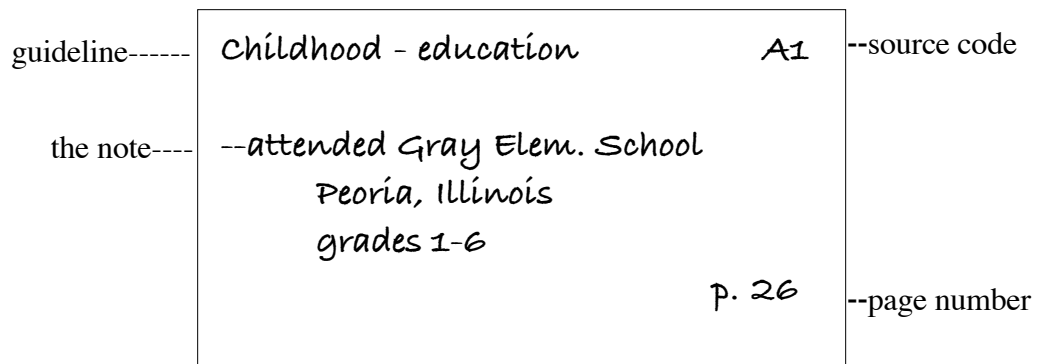 guideline------ Childhood - education A1 --source code
the note---- --attended Gray Elem. School
Peoria, Illinois
grades 1-6
p. 26 --page number